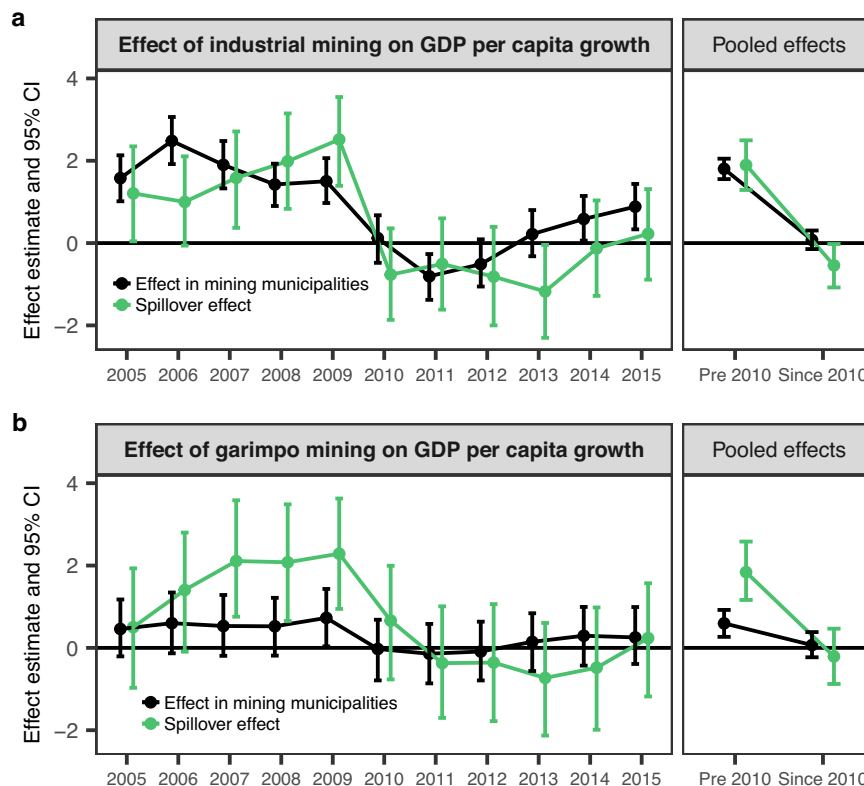 a
Effect of industrial mining on GDP per capita growth
Pooled effects
Effect estimate and 95% CI
4
2
0
−2
Effect in mining municipalities
Spillover effect
2005 2006 2007 2008 2009 2010 2011 2012 2013 2014 2015
Pre 2010 Since 2010
b
Effect of garimpo mining on GDP per capita growth
Pooled effects
Effect estimate and 95% CI
4
2
0
−2
Effect in mining municipalities
Spillover effect
2005 2006 2007 2008 2009 2010 2011 2012 2013 2014 2015
Pre 2010 Since 2010